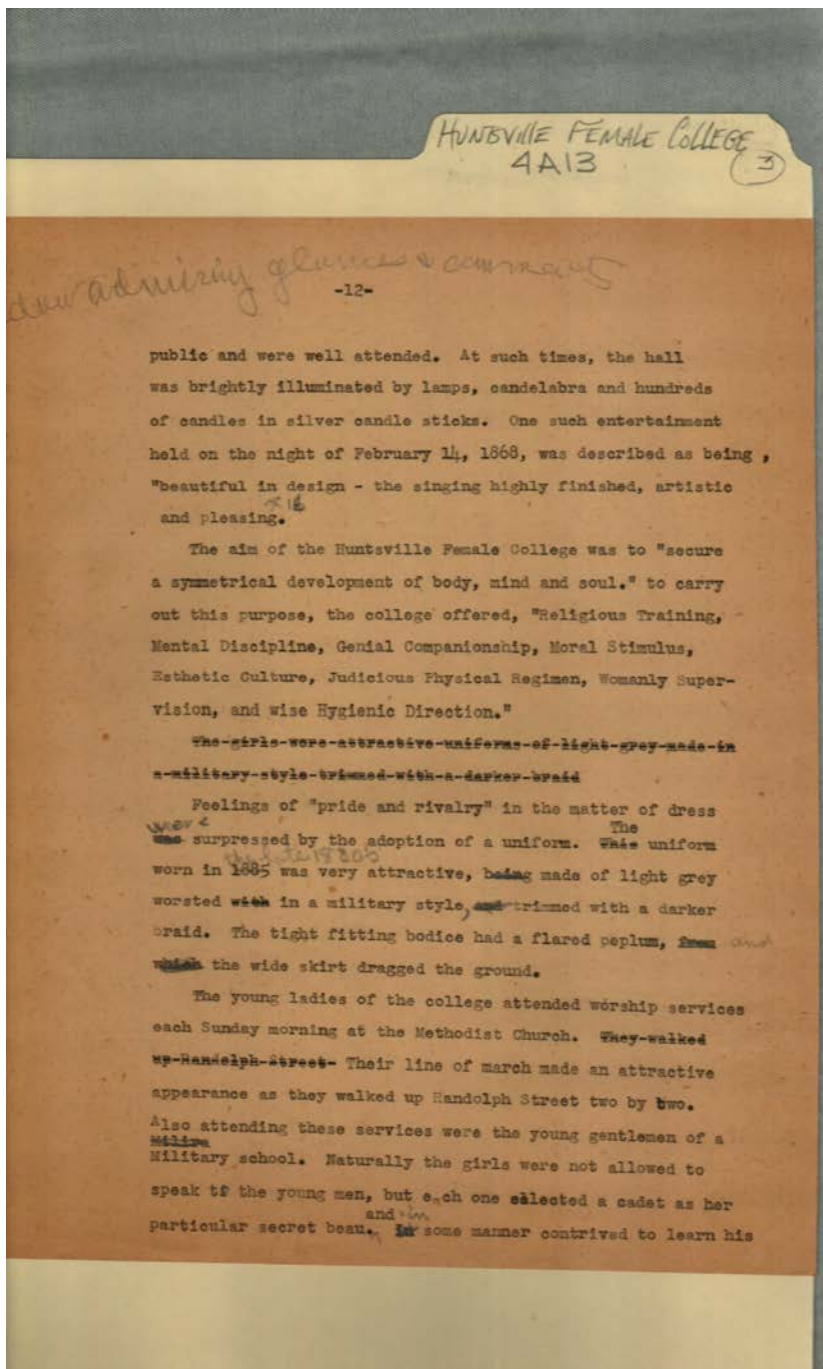 HUNSVIllE FEMALE COllEGE
4A13
3
admiring glances & comments
-12-
public and were well attended. At such times, the hall
was brightly illuminated by lamps, candelabra and hundreds
of candles in silver candle sticks. One such entertainment
held on the night of February 14, 1868, was described as being ,
"beautiful in design - the singing highly finished, artistic
and pleasing.
The aim of the Huntsville Female College was to "secure
a symmetrical development of body, mind and soul." to carry
out this purpose, the college offered, "Religious Training,
Mental Discipline, Genial Companionship, Moral Stimulus,
Esthetic Culture, Judicious Physical Regimen, Womanly Super-
vision, and wise Hygienic Direction."
The-girls-wore-attractive-uniforms-of-light-grey-made-in
a-military-style-trimmed-with-a-darker-braid
Feelings of "pride and rivalry" in the matter of dress
were The
was surpressed by the adoption of a uniform. This uniform
late 1880s
worn in 1885 was very attractive, being made of light grey
worsted with in a military style, and trimmed with a darker
braid. The tight fitting bodice had a flared peplum, from and
which the wide skirt dragged the ground.
The young ladies of the college attended worship services
each Sunday morning at the Methodist Church. They-walked
up-Randolph-Street- Their line of march made an attractive
appearance as they walked up Randolph Street two by two.
Also attending these services were the young gentlemen of a
Milira
Military school. Naturally the girls were not allowed to
speak to the young men, but each one selected a cadet as her
and in
particular secret beau. In some manner contrived to learn his